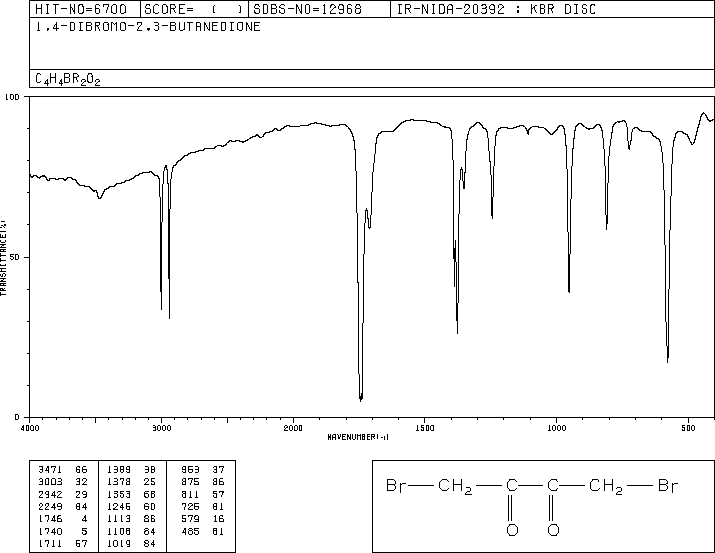 HIT-NO=6700 SCORE= ( ) SDBS-NO=12968 IR-NIDA-20392 : KBR DISC
1,4-DIBROMO-2,3-BUTANEDIONE
C4H4BR2O2
100
50
0
TRANSMITTANCE(%)
4000 3000 2000 1500 1000 500
WAVENUMBER(-1)
3471 66 1389 38 953 37
3003 32 1378 25 875 86
2942 29 1353 68 811 57
2249 84 1246 60 726 81
1746 4 1113 86 579 16
1740 5 1108 84 485 81
1711 57 1019 84
Br CH2 C C CH2 Br
O O